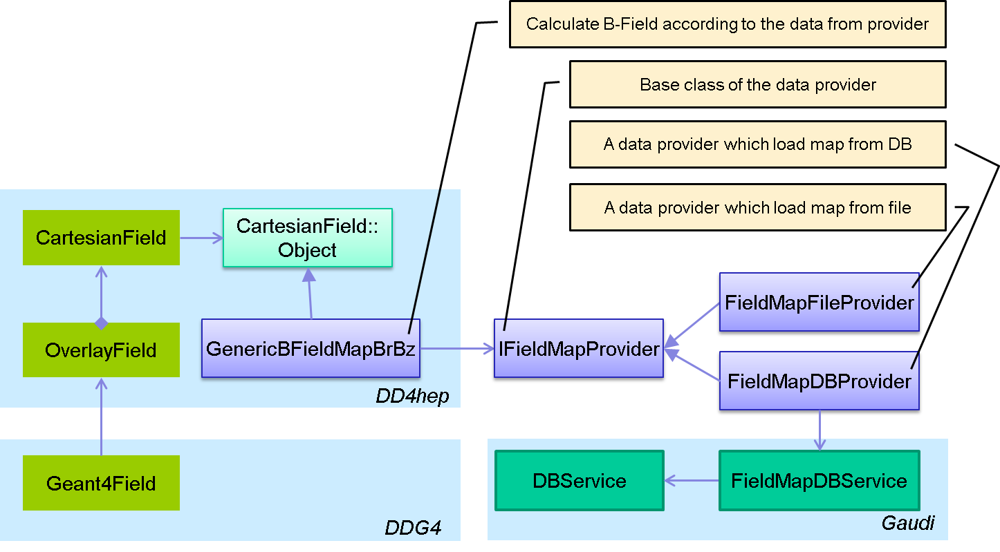 Calculate B-Field according to the data from provider
Base class of the data provider
A data provider which load map from DB
A data provider which load map from file
CartesianField
CartesianField::
Object
FieldMapFileProvider
OverlayField
GenericBFieldMapBrBz
IFieldMapProvider
FieldMapDBProvider
DD4hep
Geant4Field
DBService
FieldMapDBService
DDG4
Gaudi